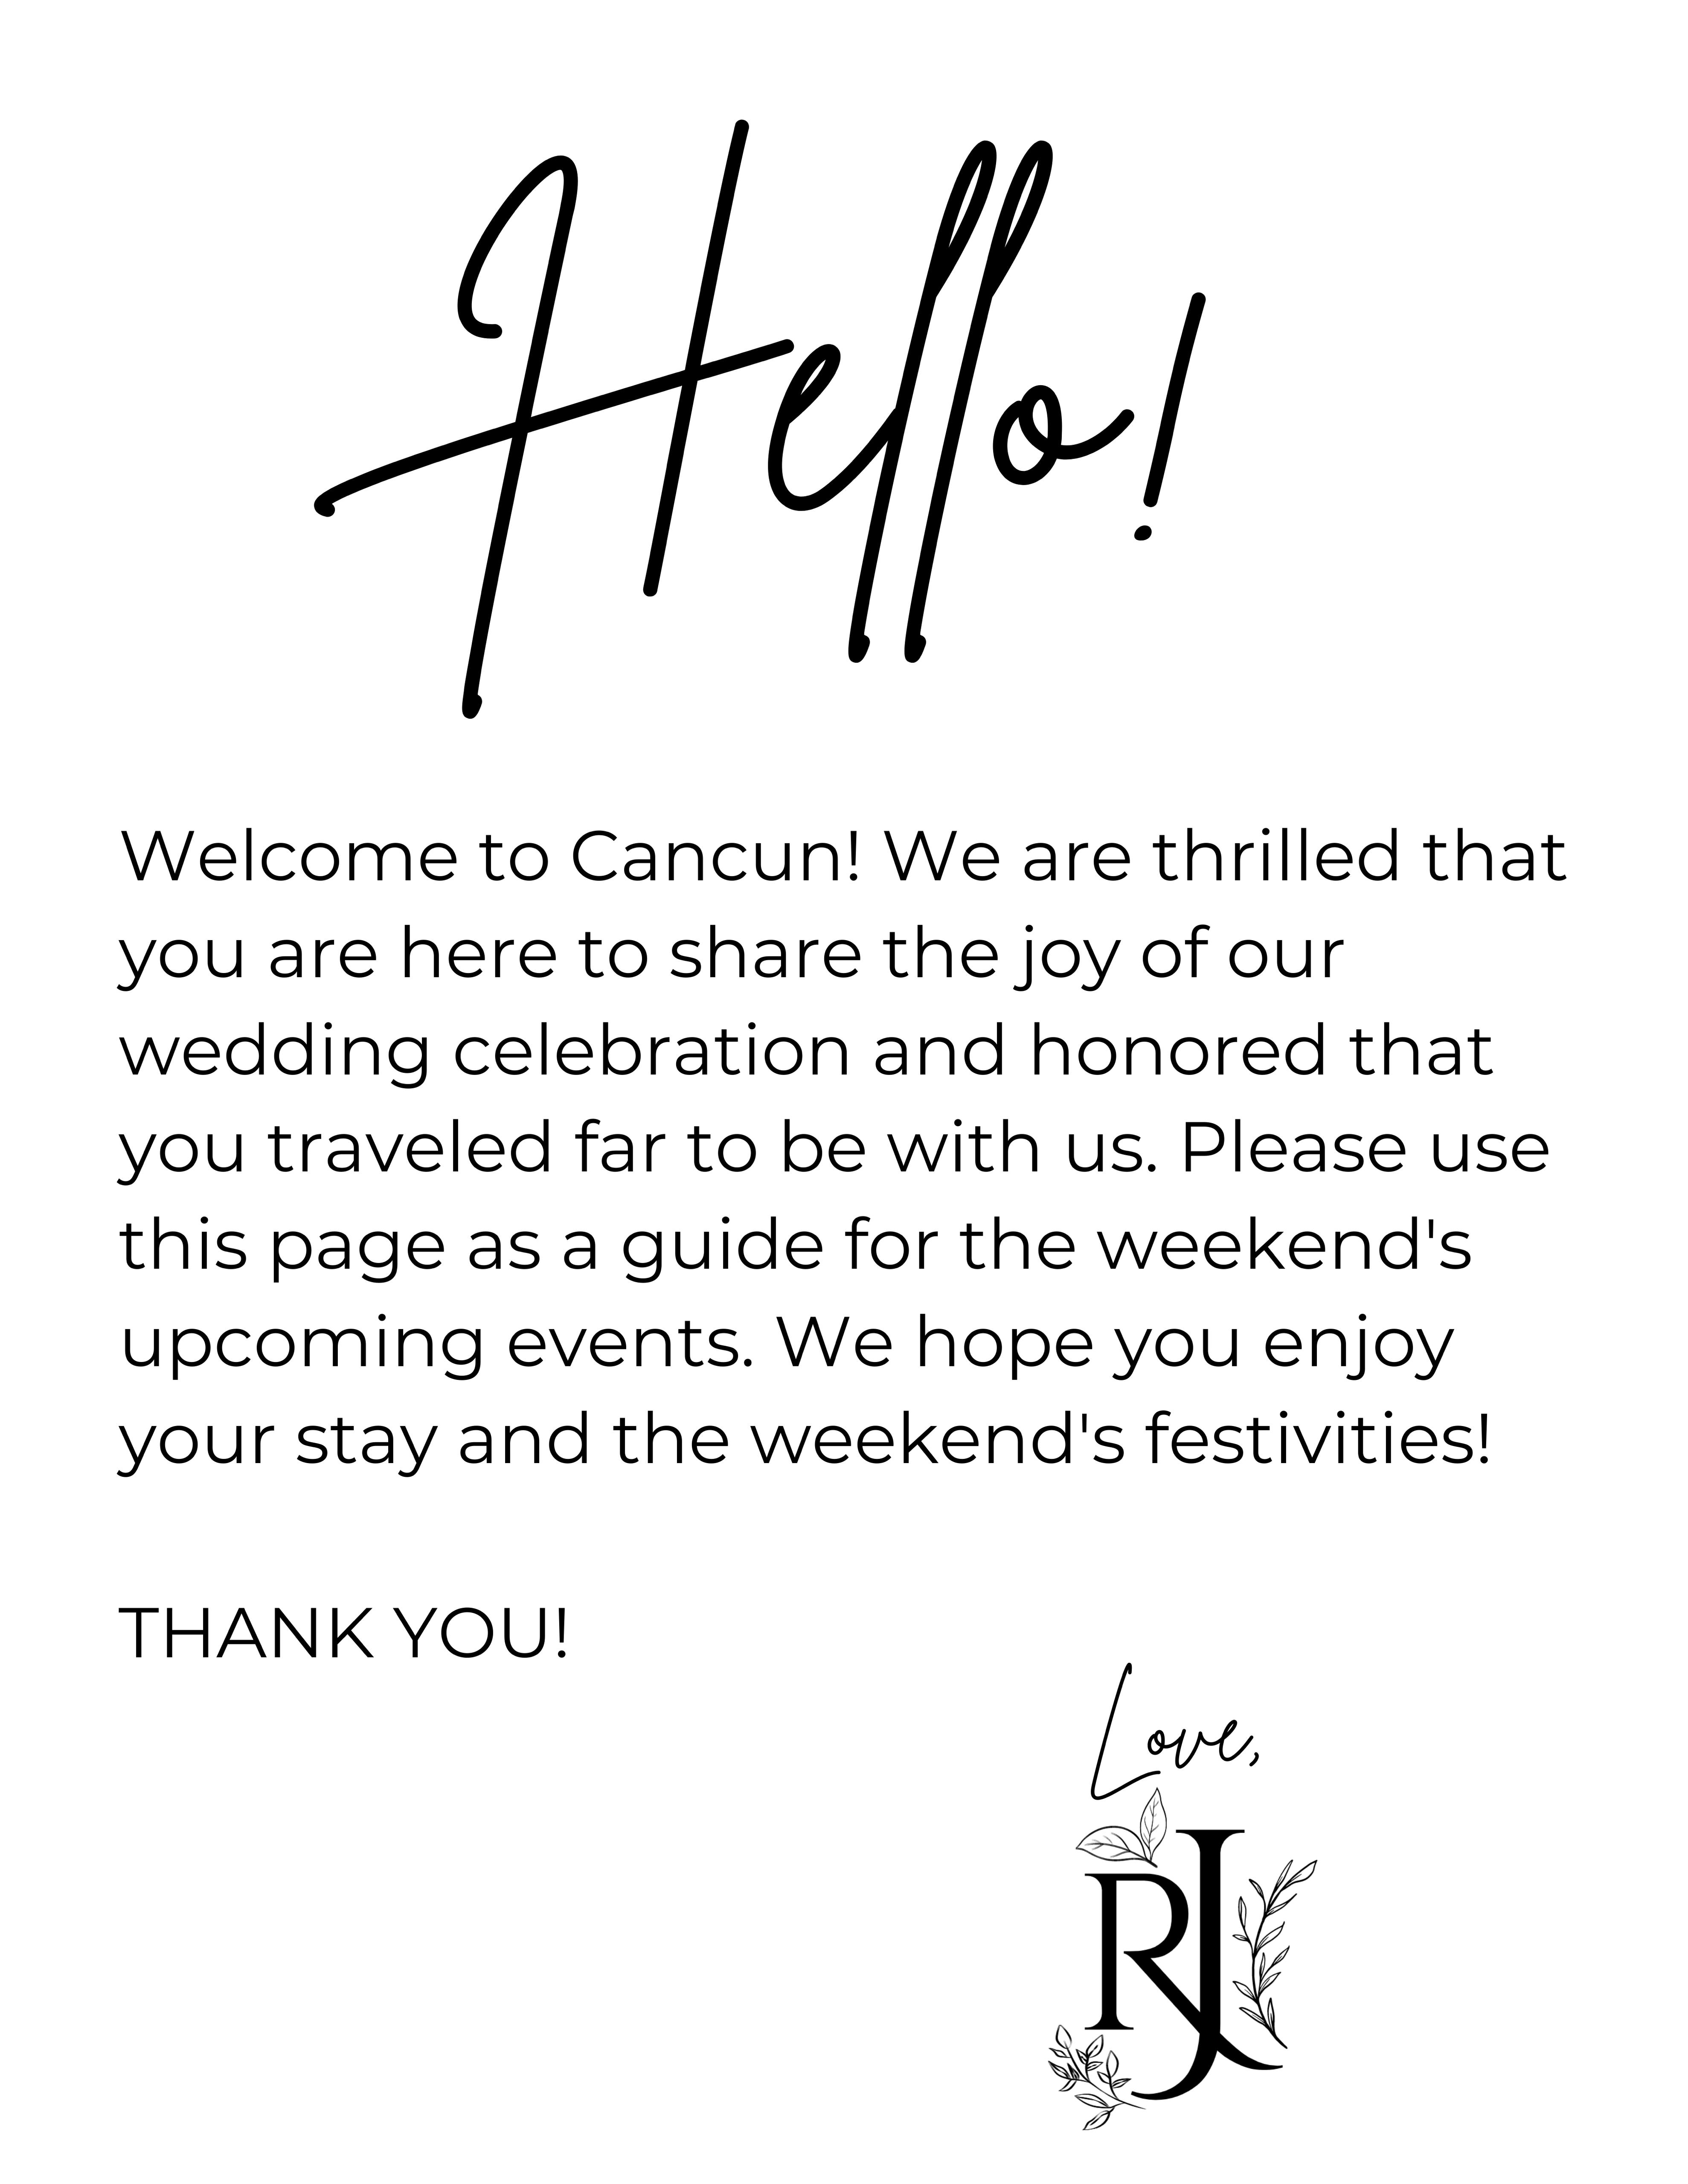 Hello!
Welcome to Cancun! We are thrilled that
you are here to share the joy of our
wedding celebration and honored that
you traveled far to be with us. Please use
this page as a guide for the weekend's
upcoming events. We hope you enjoy
your stay and the weekend's festivities!
THANK YOU!
Love,
RJ